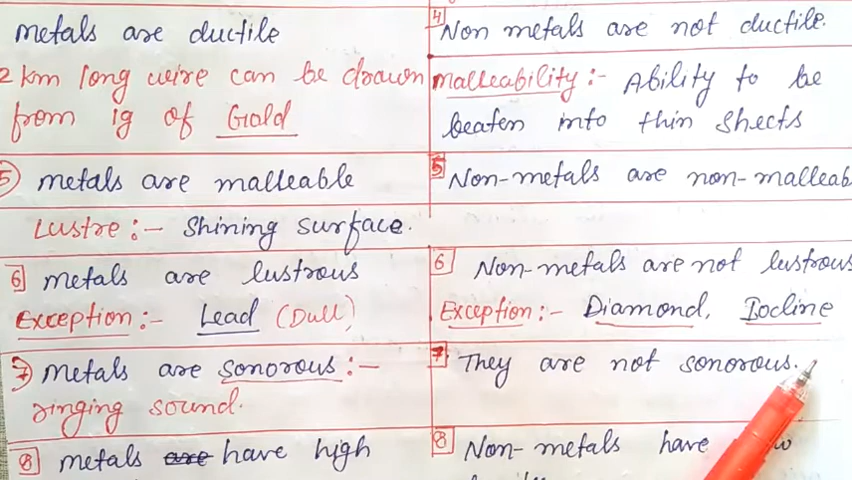 metals are ductile
2 km long wire can be drawn
from 1g of Gold
4 Non metals are not ductile.
malleability :- Ability to be
beaten into thin sheets
5 metals are malleable
5 Non-metals are non-malleab
Lustre :- Shining surface.
6 metals are lustrous
Exception :- Lead (Dull)
6 Non-metals are not lustrous
Exception :- Diamond, Iocline
7 metals are sonorous :-
ringing sound.
7 They are not sonorous.
8 metals are have high
8 Non-metals have